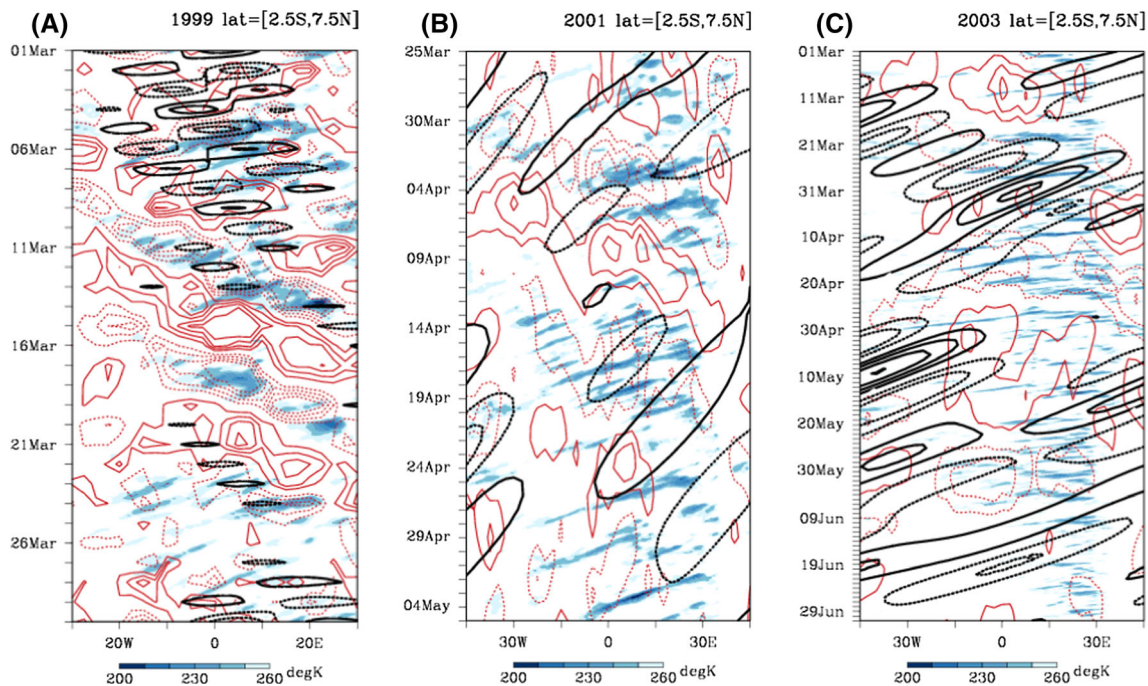 (A) 1999 lat=[2.5S,7.5N]
01Mar
06Mar
11Mar
16Mar
21Mar
26Mar
20W 0 20E
200 230 260 degK
(B) 2001 lat=[2.5S,7.5N]
25Mar
30Mar
04Apr
09Apr
14Apr
19Apr
24Apr
29Apr
04May
30W 0 30E
200 230 260 degK
(C) 2003 lat=[2.5S,7.5N]
01Mar
11Mar
21Mar
31Mar
10Apr
20Apr
30Apr
10May
20May
30May
09Jun
19Jun
29Jun
30W 0 30E
200 230 260 degK